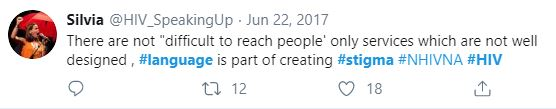 Silvia @HIV_SpeakingUp · Jun 22, 2017
There are not "difficult to reach people' only services which are not well
designed , #language is part of creating #stigma #NHIVNA #HIV
12 18